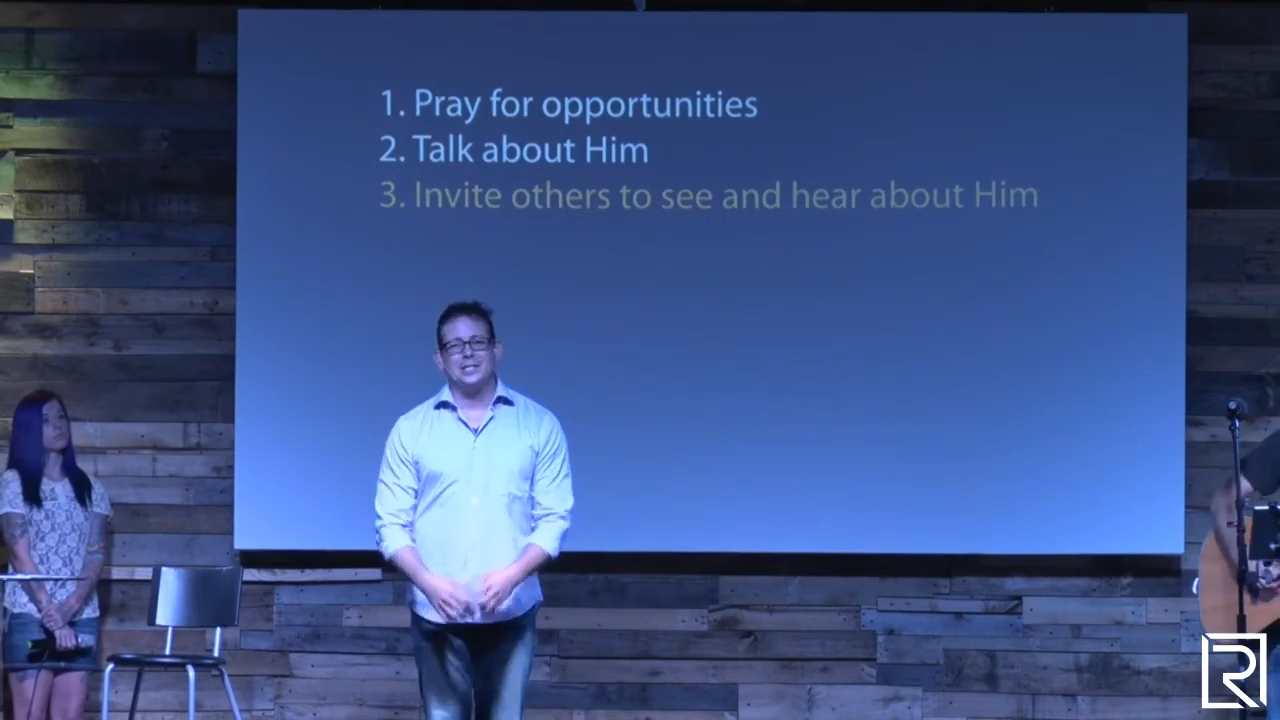 1. Pray for opportunities
2. Talk about Him
3. Invite others to see and hear about Him
R